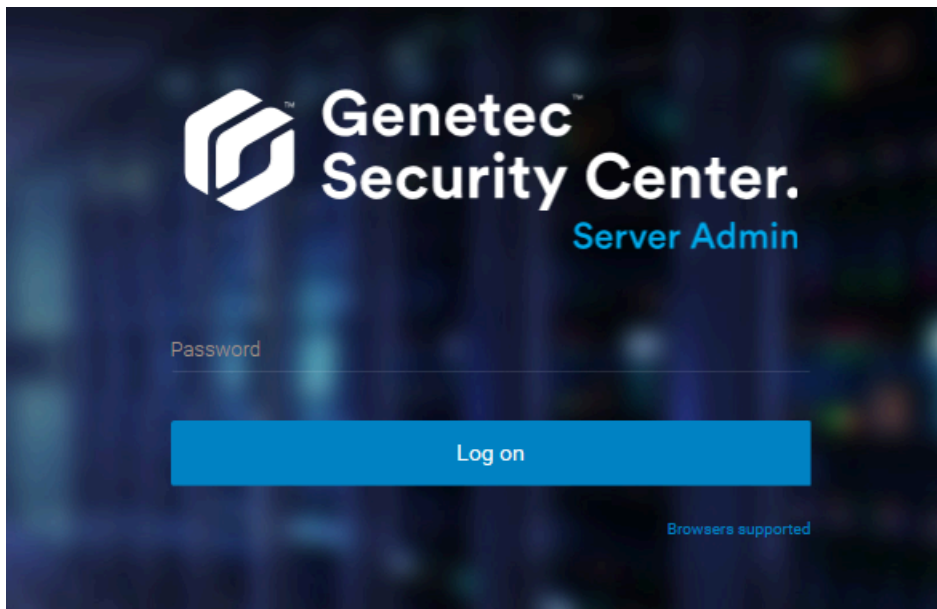 Genetec™
Security Center.
Server Admin
Password
Log on
Browsers supported